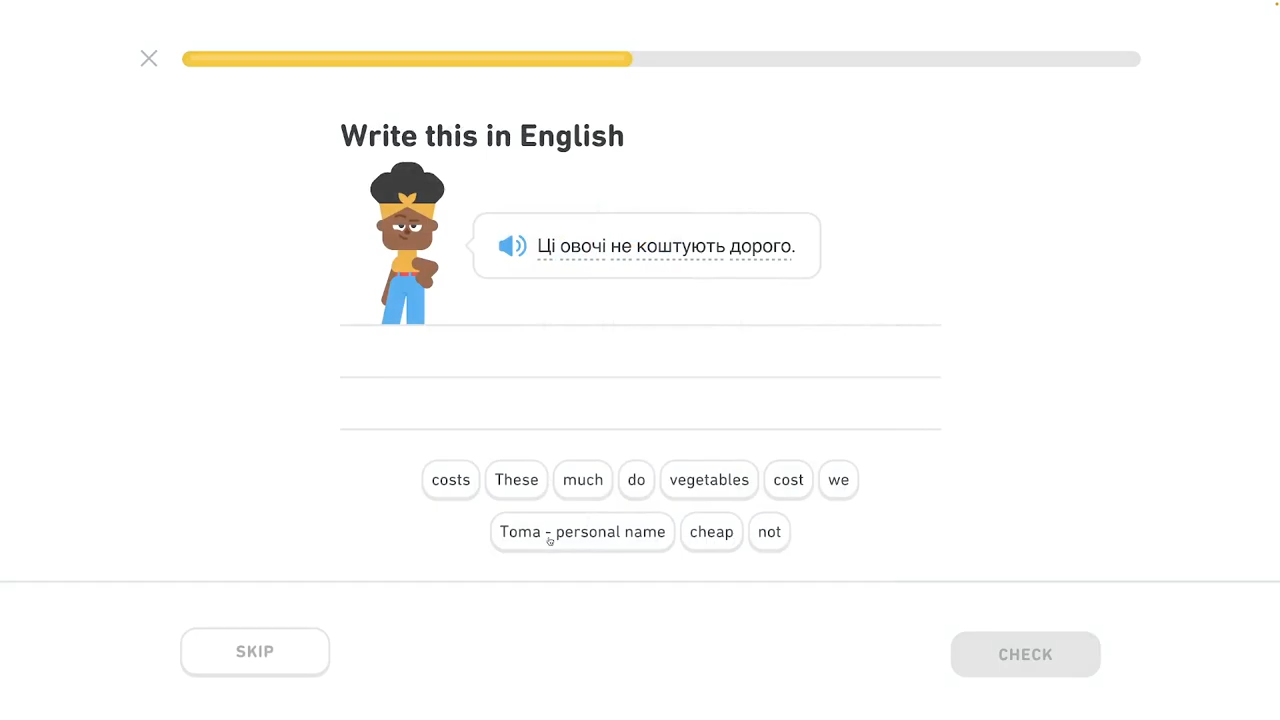 Write this in English
Ці овочі не коштують дорого.
costs These much do vegetables cost we
Toma - personal name cheap not
SKIP CHECK